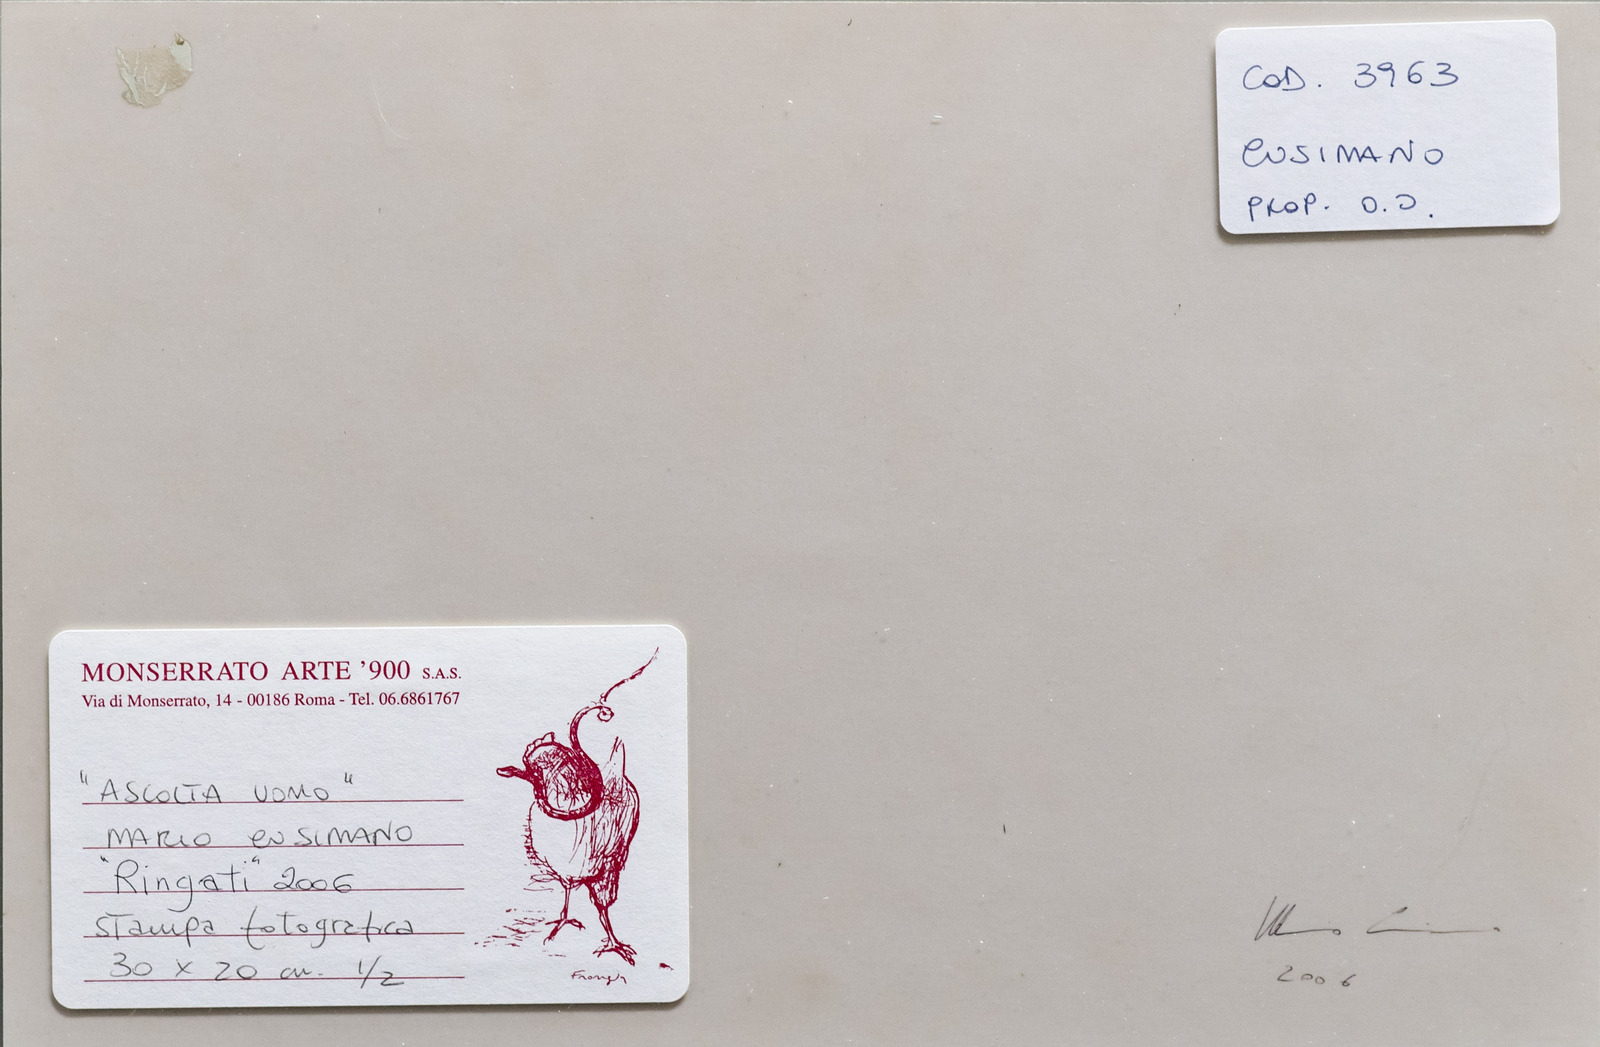 COD. 3963
CUSIMANO
PROP. O.D.
MONSERRATO ARTE '900 S.A.S.
Via di Monserrato, 14 - 00186 Roma - Tel. 06.6861767
"ASCOLTA UOMO"
MARIO CUSIMANO
"Ringati" 2006
stampa fotografica
30 x 20 cm. 1/2
2006